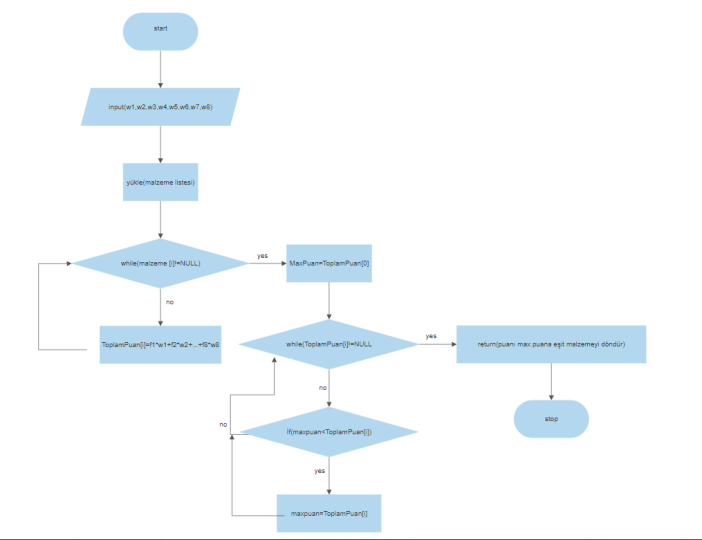 start
input(w1,w2,w3,w4,w5,w6,w7,w8)
yükle(malzeme listesi)
while(malzeme [i]!=NULL)
yes
MaxPuan=ToplamPuan[0]
no
ToplamPuan[i]=f1*w1+f2*w2+...+f8*w8
while(ToplamPuan[i]!=NULL
yes
return(puanı max puana eşit malzemeyi döndür)
no
stop
no
İf(maxpuan<ToplamPuan[i])
yes
maxpuan=ToplamPuan[i]